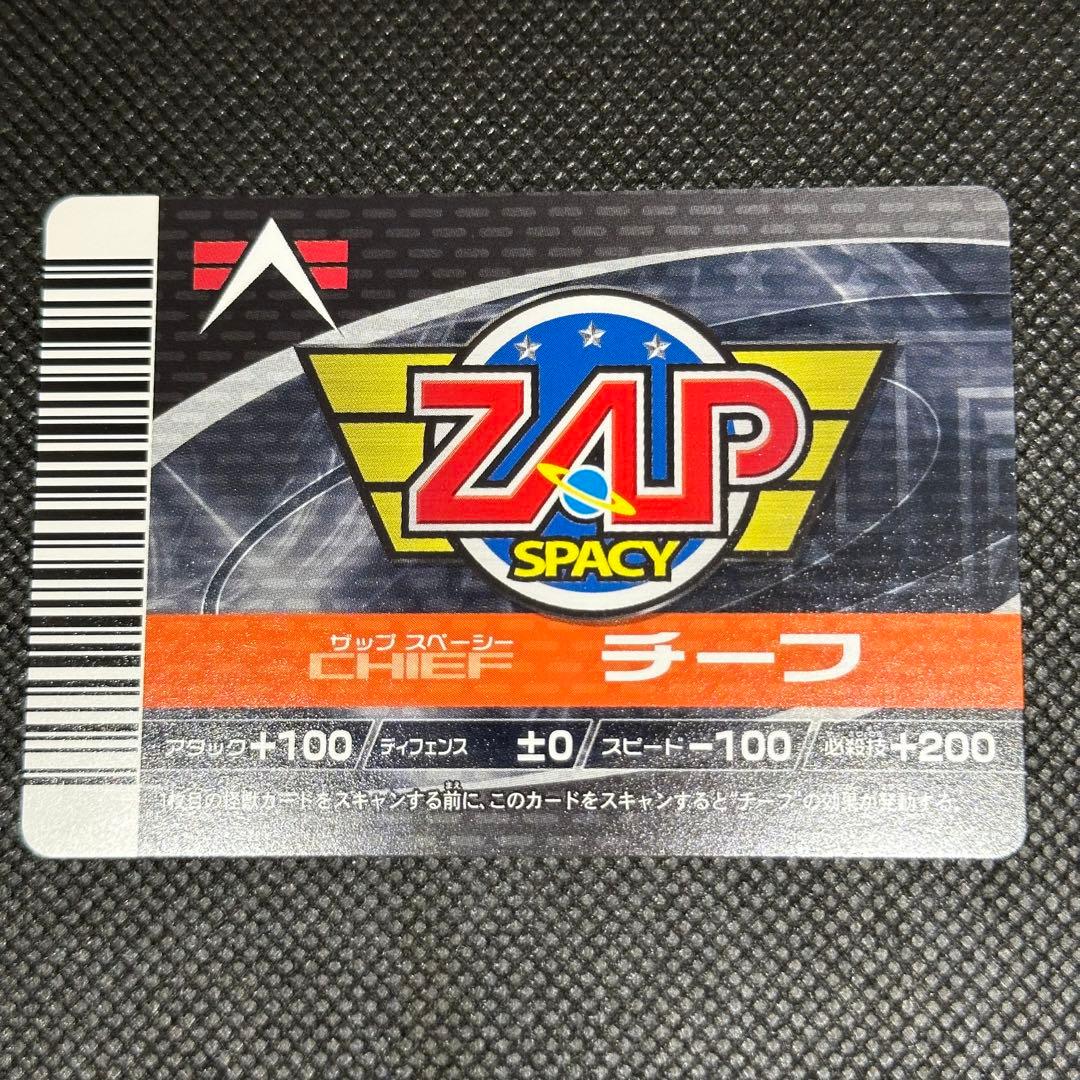 ZAP
SPACY
ザップ スペーシー
CHIEF チーフ
アタック+100 ディフェンス ±0 スピード-100 必殺技+200
まえ
1枚目の怪獣カードをスキャンする前に、このカードをスキャンすると"チーフ"の効果が発動するぞ。